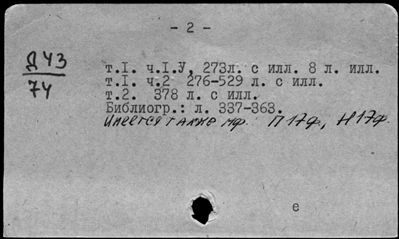 - 2 -
Д43
74
т.I. ч.I.У, 273л. с илл. 8 л. илл.
т.I. ч.2 276-529 л. с илл.
т.2. 378 л. с илл.
Библиогр.: л. 337-363.
Имеется также мф. П17ф., Н17ф.
е